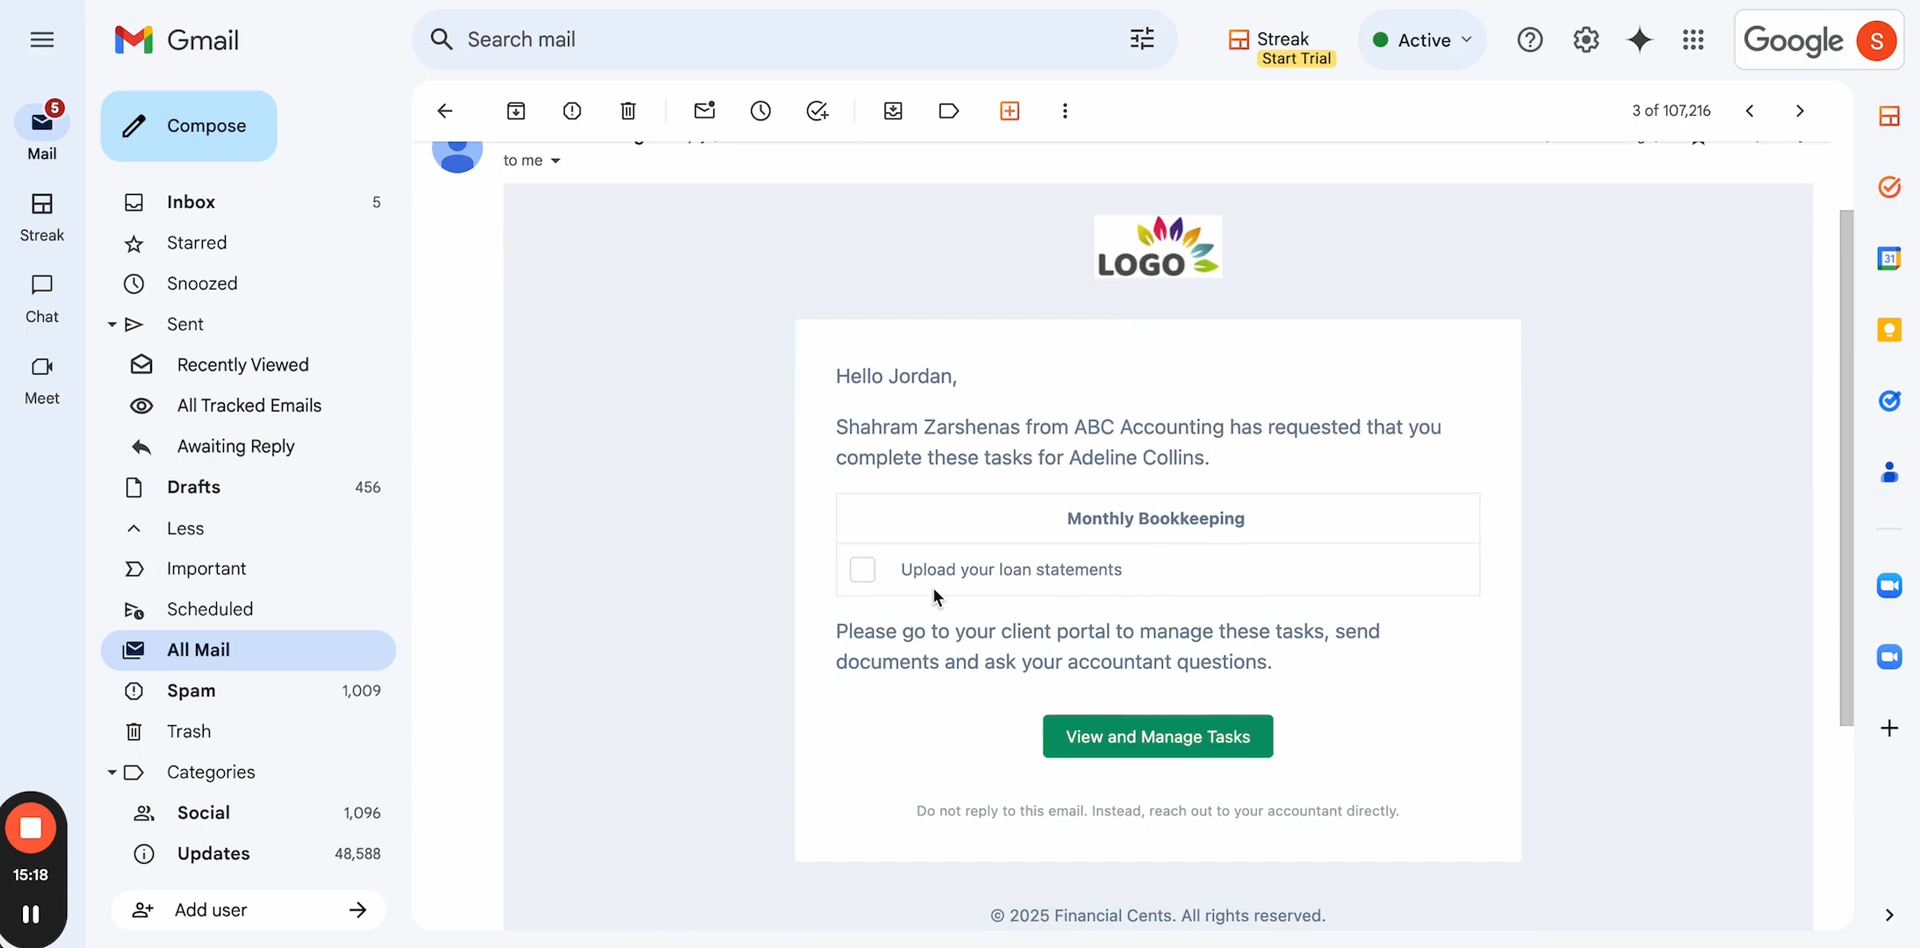 Gmail
Search mail
Streak
Start Trial
Active
Google
S
5
Mail
Streak
Chat
Meet
Compose
Inbox 5
Starred
Snoozed
Sent
Recently Viewed
All Tracked Emails
Awaiting Reply
Drafts 456
Less
Important
Scheduled
All Mail
Spam 1,009
Trash
Categories
Social 1,096
Updates 48,588
Add user
15:18
3 of 107,216
to me
LOGO
Hello Jordan,
Shahram Zarshenas from ABC Accounting has requested that you
complete these tasks for Adeline Collins.
Monthly Bookkeeping
Upload your loan statements
Please go to your client portal to manage these tasks, send
documents and ask your accountant questions.
View and Manage Tasks
Do not reply to this email. Instead, reach out to your accountant directly.
© 2025 Financial Cents. All rights reserved.
31